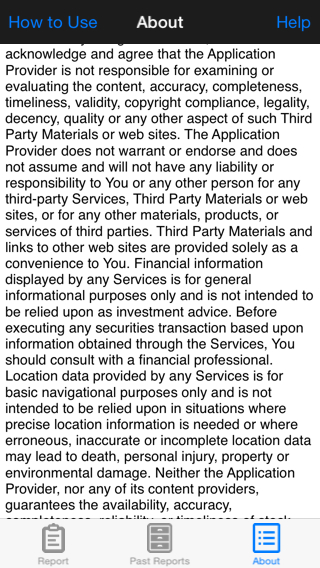 How to Use About Help
acknowledge and agree that the Application
Provider is not responsible for examining or
evaluating the content, accuracy, completeness,
timeliness, validity, copyright compliance, legality,
decency, quality or any other aspect of such Third
Party Materials or web sites. The Application
Provider does not warrant or endorse and does
not assume and will not have any liability or
responsibility to You or any other person for any
third-party Services, Third Party Materials or web
sites, or for any other materials, products, or
services of third parties. Third Party Materials and
links to other web sites are provided solely as a
convenience to You. Financial information
displayed by any Services is for general
informational purposes only and is not intended to
be relied upon as investment advice. Before
executing any securities transaction based upon
information obtained through the Services, You
should consult with a financial professional.
Location data provided by any Services is for
basic navigational purposes only and is not
intended to be relied upon in situations where
precise location information is needed or where
erroneous, inaccurate or incomplete location data
may lead to death, personal injury, property or
environmental damage. Neither the Application
Provider, nor any of its content providers,
guarantees the availability, accuracy,
completeness, reliability, or timeliness of stock
Report Past Reports About